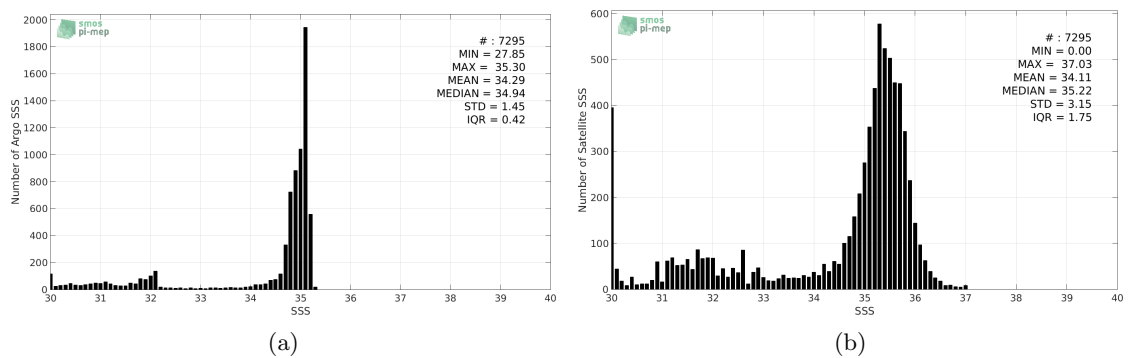 smos
pi-mep
# : 7295
MIN = 27.85
MAX = 35.30
MEAN = 34.29
MEDIAN = 34.94
STD = 1.45
IQR = 0.42
Number of Argo SSS
2000
1800
1600
1400
1200
1000
800
600
400
200
0
30 31 32 33 34 35 36 37 38 39 40
SSS
(a)
smos
pi-mep
# : 7295
MIN = 0.00
MAX = 37.03
MEAN = 34.11
MEDIAN = 35.22
STD = 3.15
IQR = 1.75
Number of Satellite SSS
600
500
400
300
200
100
0
30 31 32 33 34 35 36 37 38 39 40
SSS
(b)